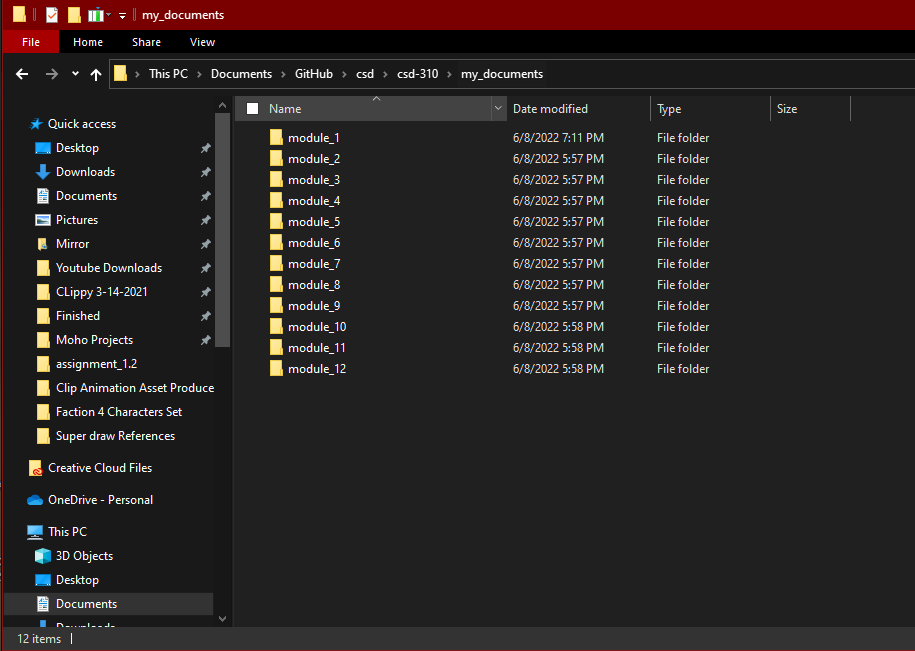 my_documents
File Home Share View
This PC Documents GitHub csd csd-310 my_documents
Name Date modified Type Size
Quick access
Desktop
Downloads
Documents
Pictures
Mirror
Youtube Downloads
CLippy 3-14-2021
Finished
Moho Projects
assignment_1.2
Clip Animation Asset Produce
Faction 4 Characters Set
Super draw References
Creative Cloud Files
OneDrive - Personal
This PC
3D Objects
Desktop
Documents
Downloads
module_1 6/8/2022 7:11 PM File folder
module_2 6/8/2022 5:57 PM File folder
module_3 6/8/2022 5:57 PM File folder
module_4 6/8/2022 5:57 PM File folder
module_5 6/8/2022 5:57 PM File folder
module_6 6/8/2022 5:57 PM File folder
module_7 6/8/2022 5:57 PM File folder
module_8 6/8/2022 5:57 PM File folder
module_9 6/8/2022 5:57 PM File folder
module_10 6/8/2022 5:58 PM File folder
module_11 6/8/2022 5:58 PM File folder
module_12 6/8/2022 5:58 PM File folder
12 items